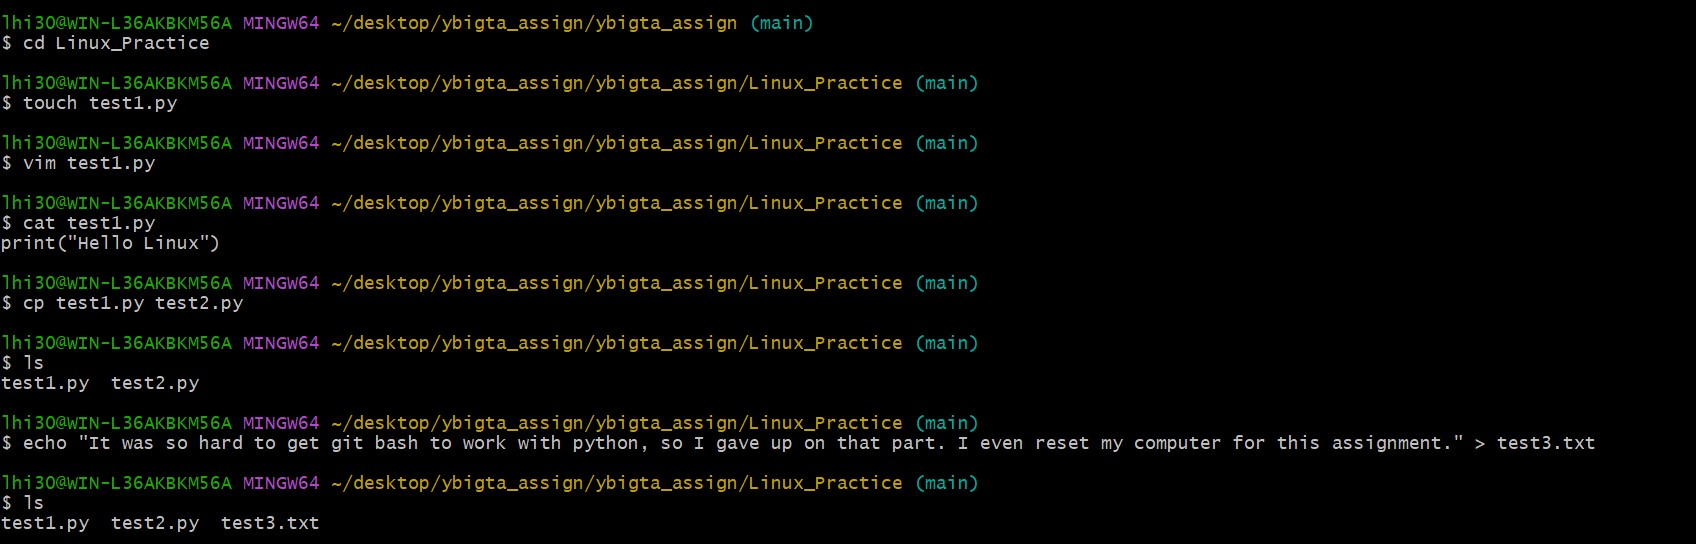 lhi30@WIN-L36AKBKM56A MINGW64 ~/desktop/ybigta_assign/ybigta_assign (main)
$ cd Linux_Practice
lhi30@WIN-L36AKBKM56A MINGW64 ~/desktop/ybigta_assign/ybigta_assign/Linux_Practice (main)
$ touch test1.py
lhi30@WIN-L36AKBKM56A MINGW64 ~/desktop/ybigta_assign/ybigta_assign/Linux_Practice (main)
$ vim test1.py
lhi30@WIN-L36AKBKM56A MINGW64 ~/desktop/ybigta_assign/ybigta_assign/Linux_Practice (main)
$ cat test1.py
print("Hello Linux")
lhi30@WIN-L36AKBKM56A MINGW64 ~/desktop/ybigta_assign/ybigta_assign/Linux_Practice (main)
$ cp test1.py test2.py
lhi30@WIN-L36AKBKM56A MINGW64 ~/desktop/ybigta_assign/ybigta_assign/Linux_Practice (main)
$ ls
test1.py  test2.py
lhi30@WIN-L36AKBKM56A MINGW64 ~/desktop/ybigta_assign/ybigta_assign/Linux_Practice (main)
$ echo "It was so hard to get git bash to work with python, so I gave up on that part. I even reset my computer for this assignment." > test3.txt
lhi30@WIN-L36AKBKM56A MINGW64 ~/desktop/ybigta_assign/ybigta_assign/Linux_Practice (main)
$ ls
test1.py  test2.py  test3.txt